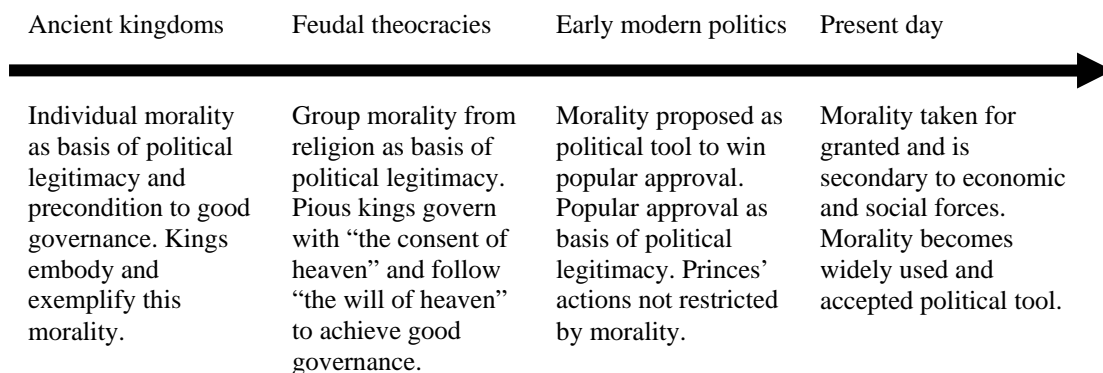 Ancient kingdoms
Feudal theocracies
Early modern politics
Present day
Individual morality
as basis of political
legitimacy and
precondition to good
governance. Kings
embody and
exemplify this
morality.
Group morality from
religion as basis of
political legitimacy.
Pious kings govern
with “the consent of
heaven” and follow
“the will of heaven”
to achieve good
governance.
Morality proposed as
political tool to win
popular approval.
Popular approval as
basis of political
legitimacy. Princes’
actions not restricted
by morality.
Morality taken for
granted and is
secondary to economic
and social forces.
Morality becomes
widely used and
accepted political tool.